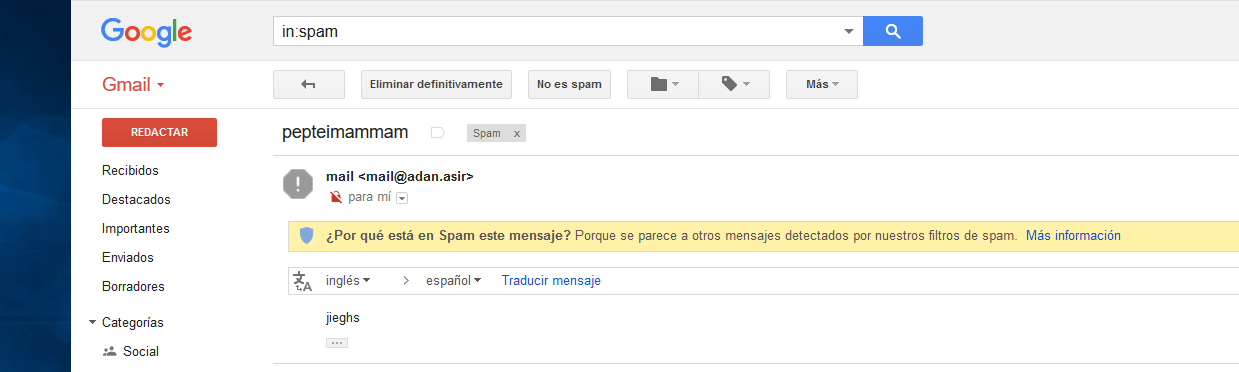 Google
in:spam
Gmail
Eliminar definitivamente
No es spam
Más
REDACTAR
pepteimammam
Spam x
Recibidos
mail <mail@adan.asir>
Destacados
para mí
Importantes
¿Por qué está en Spam este mensaje? Porque se parece a otros mensajes detectados por nuestros filtros de spam. Más información
Enviados
Borradores
inglés > español Traducir mensaje
Categorías
jieghs
Social